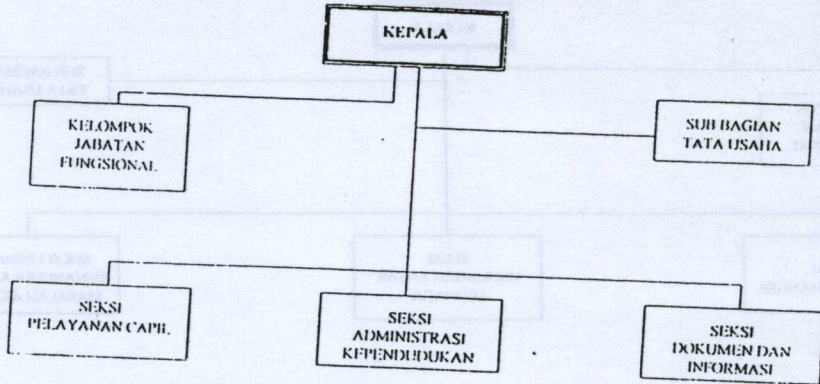 KEPALA
KELOMPOK
JABATAN
FUNGSIONAL
SUB BAGIAN
TATA USAHA
SEKSI
PELAYANAN CAPIL
SEKSI
ADMINISTRASI
KEPENDUDUKAN
SEKSI
DOKUMEN DAN
INFORMASI